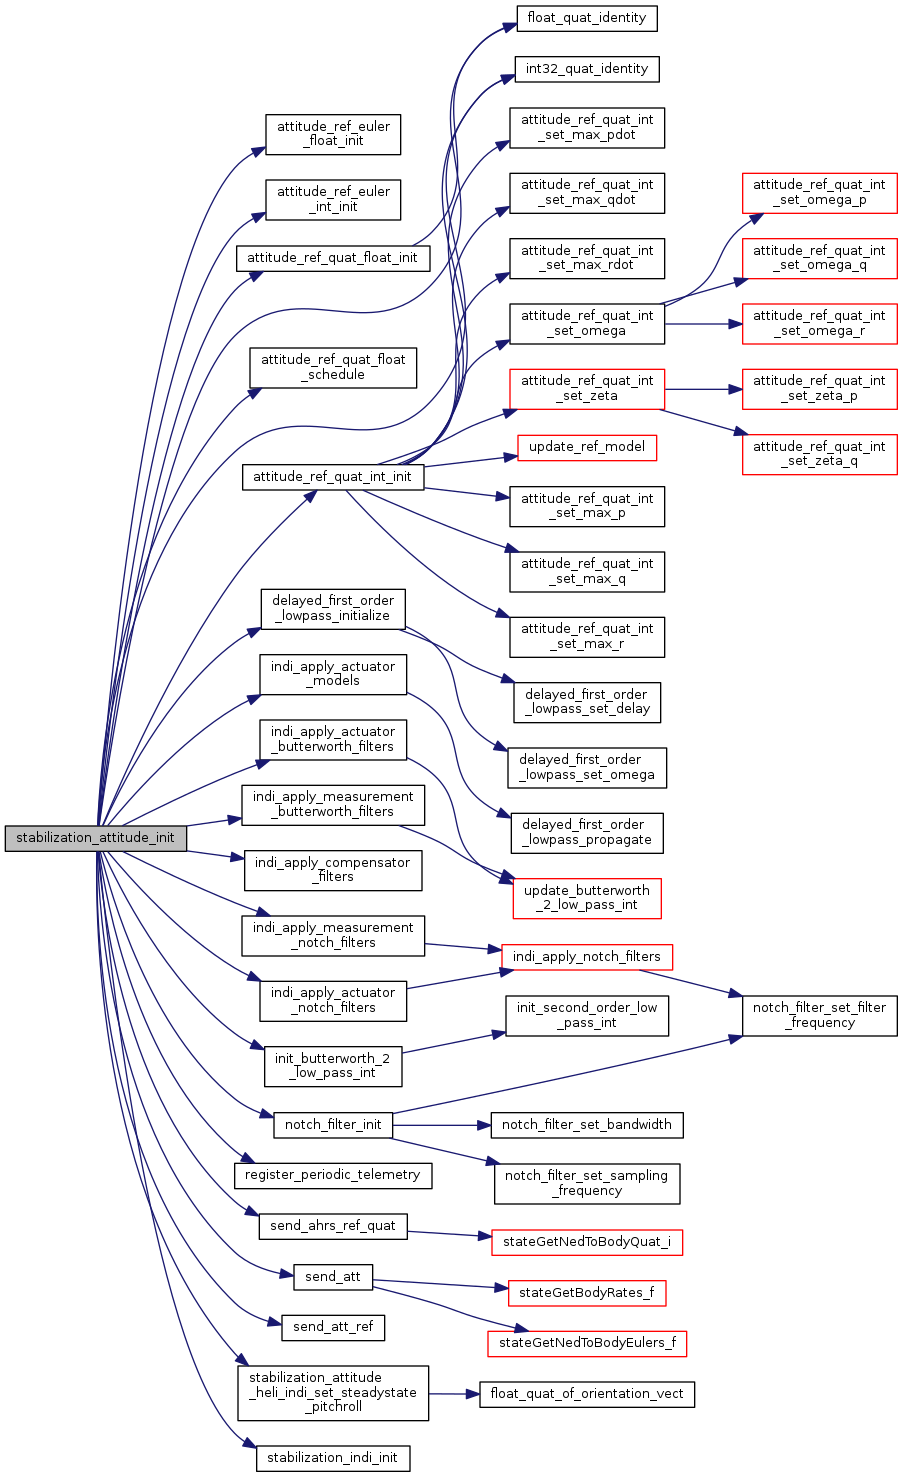 float_quat_identity
int32_quat_identity
attitude_ref_euler
_float_init
attitude_ref_quat_int
_set_max_pdot
attitude_ref_euler
_int_init
attitude_ref_quat_int
_set_max_qdot
attitude_ref_quat_int
_set_omega_p
attitude_ref_quat_float_init
attitude_ref_quat_int
_set_max_rdot
attitude_ref_quat_int
_set_omega_q
attitude_ref_quat_int
_set_omega
attitude_ref_quat_int
_set_omega_r
attitude_ref_quat_float
_schedule
attitude_ref_quat_int
_set_zeta
attitude_ref_quat_int
_set_zeta_p
update_ref_model
attitude_ref_quat_int
_set_zeta_q
attitude_ref_quat_int_init
attitude_ref_quat_int
_set_max_p
attitude_ref_quat_int
_set_max_q
delayed_first_order
_lowpass_initialize
attitude_ref_quat_int
_set_max_r
indi_apply_actuator
_models
delayed_first_order
_lowpass_set_delay
indi_apply_actuator
_butterworth_filters
delayed_first_order
_lowpass_set_omega
indi_apply_measurement
_butterworth_filters
delayed_first_order
_lowpass_propagate
stabilization_attitude_init
indi_apply_compensator
_filters
update_butterworth
_2_low_pass_int
indi_apply_measurement
_notch_filters
indi_apply_notch_filters
indi_apply_actuator
_notch_filters
init_second_order_low
_pass_int
notch_filter_set_filter
_frequency
init_butterworth_2
_low_pass_int
notch_filter_init
notch_filter_set_bandwidth
register_periodic_telemetry
notch_filter_set_sampling
_frequency
send_ahrs_ref_quat
stateGetNedToBodyQuat_i
send_att
stateGetBodyRates_f
send_att_ref
stateGetNedToBodyEulers_f
stabilization_attitude
_heli_indi_set_steadystate
_pitchroll
float_quat_of_orientation_vect
stabilization_indi_init